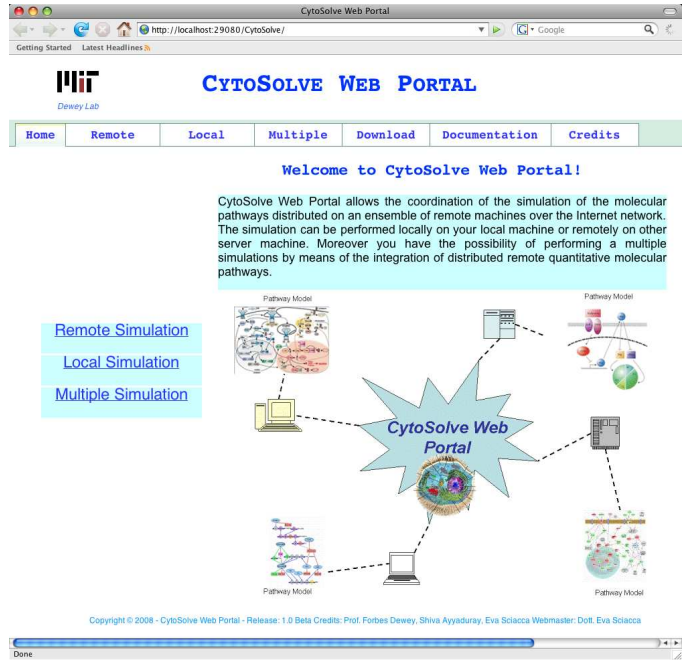 CytoSolve Web Portal
http://localhost:29080/CytoSolve/
Google
Getting Started Latest Headlines
MIT
Dewey Lab
CYTOSOLVE WEB PORTAL
Home Remote Local Multiple Download Documentation Credits
Welcome to CytoSolve Web Portal!
CytoSolve Web Portal allows the coordination of the simulation of the molecular
pathways distributed on an ensemble of remote machines over the Internet network.
The simulation can be performed locally on your local machine or remotely on other
server machine. Moreover you have the possibility of performing a multiple
simulations by means of the integration of distributed remote quantitative molecular
pathways.
Pathway Model
Pathway Model
Remote Simulation
Local Simulation
Multiple Simulation
CytoSolve Web
Portal
Pathway Model
Pathway Model
Copyright © 2008 - CytoSolve Web Portal - Release: 1.0 Beta Credits: Prof. Forbes Dewey, Shiva Ayyaduray, Eva Sciacca Webmaster: Dott. Eva Sciacca
Done